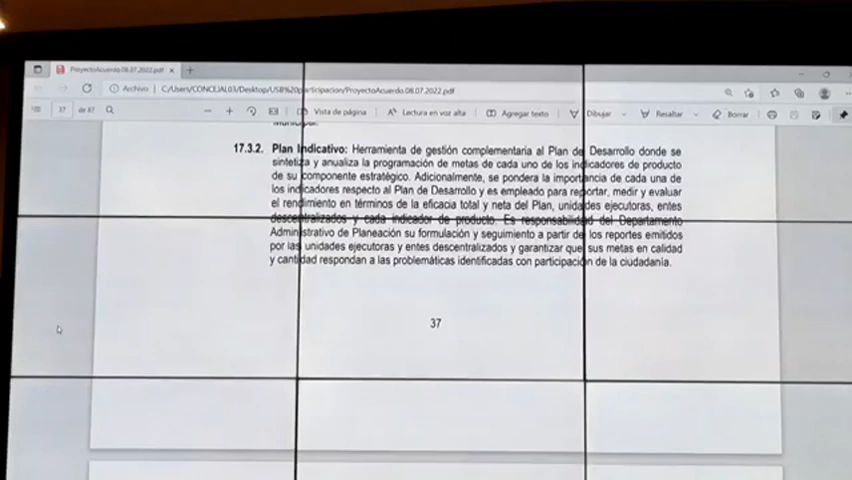 ProyectoAcuerdo.08.07.2022.pdf
Archivo C:/Users/CONCEJAL03/Desktop/USB%20participacion/ProyectoAcuerdo.08.07.2022.pdf
37 de 87 Vista de página Lectura en voz alta Agregar texto Dibujar Resaltar Borrar
17.3.2. Plan Indicativo: Herramienta de gestión complementaria al Plan de Desarrollo donde se
sintetiza y anualiza la programación de metas de cada uno de los indicadores de producto
de su componente estratégico. Adicionalmente, se pondera la importancia de cada una de
los indicadores respecto al Plan de Desarrollo y es empleado para reportar, medir y evaluar
el rendimiento en términos de la eficacia total y neta del Plan, unidades ejecutoras, entes
descentralizados y cada indicador de producto. Es responsabilidad del Departamento
Administrativo de Planeación su formulación y seguimiento a partir de los reportes emitidos
por las unidades ejecutoras y entes descentralizados y garantizar que sus metas en calidad
y cantidad respondan a las problemáticas identificadas con participación de la ciudadanía.
37